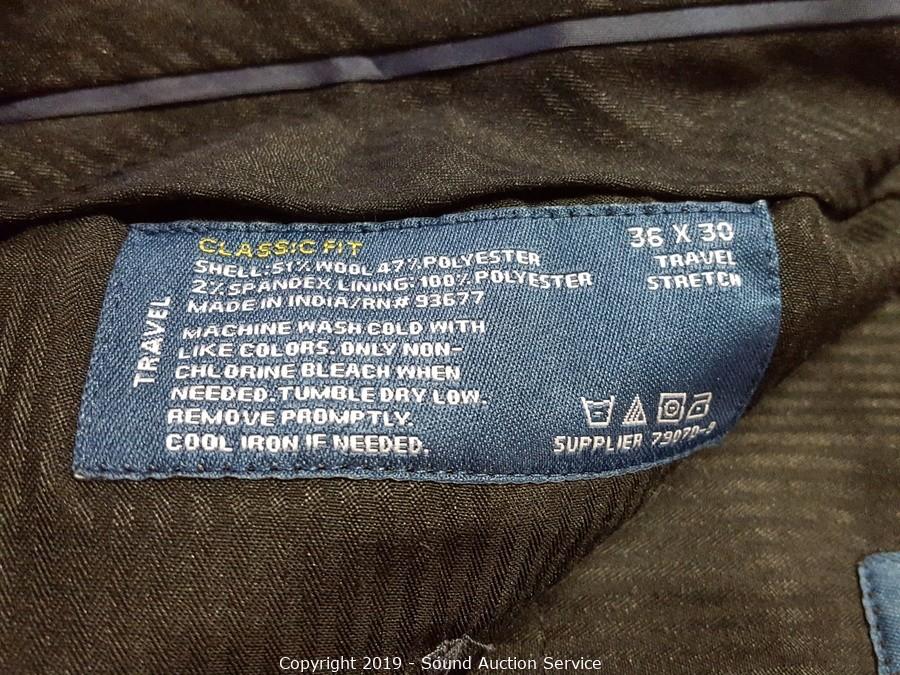 CLASSIC FIT
SHELL: 51% WOOL 47% POLYESTER
2% SPANDEX LINING: 100% POLYESTER
MADE IN INDIA/RN# 93677
MACHINE WASH COLD WITH
LIKE COLORS. ONLY NON-
CHLORINE BLEACH WHEN
NEEDED. TUMBLE DRY LOW.
REMOVE PROMPTLY.
COOL IRON IF NEEDED.
TRAVEL
36 X 30
TRAVEL
STRETCH
SUPPLIER 79070-9
Copyright 2019 - Sound Auction Service